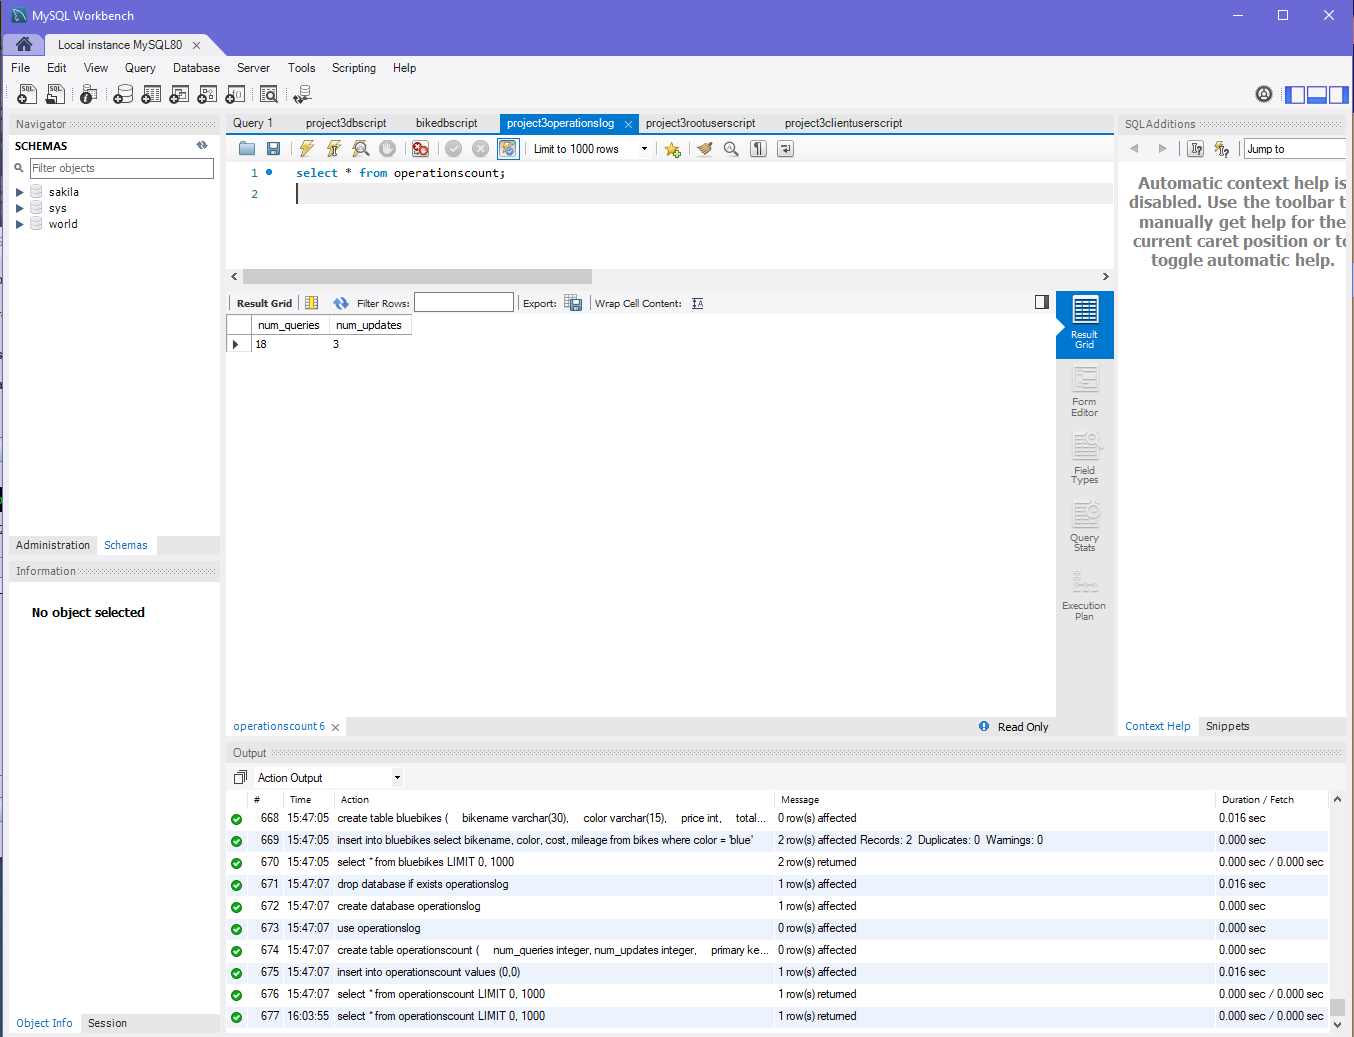 MySQL Workbench
Local instance MySQL80
File Edit View Query Database Server Tools Scripting Help
Navigator
SCHEMAS
Filter objects
sakila
sys
world
Administration Schemas
Information
No object selected
Object Info Session
Query 1 project3dbscript bikedbscript project3operationslog project3rootuserscript project3clientuserscript
Limit to 1000 rows
1 select * from operationscount;
2
Result Grid Filter Rows: Export: Wrap Cell Content:
num_queries num_updates
18 3
Result
Grid
Form
Editor
Field
Types
Query
Stats
Execution
Plan
operationscount 6
Read Only
SQLAdditions
Jump to
Automatic context help is
disabled. Use the toolbar t
manually get help for the
current caret position or to
toggle automatic help.
Context Help Snippets
Output
Action Output
# Time Action Message Duration / Fetch
668 15:47:05 create table bluebikes ( bikename varchar(30), color varchar(15), price int, total... 0 row(s) affected 0.016 sec
669 15:47:05 insert into bluebikes select bikename, color, cost, mileage from bikes where color = 'blue' 2 row(s) affected Records: 2 Duplicates: 0 Warnings: 0 0.000 sec
670 15:47:05 select * from bluebikes LIMIT 0, 1000 2 row(s) returned 0.000 sec / 0.000 sec
671 15:47:07 drop database if exists operationslog 1 row(s) affected 0.016 sec
672 15:47:07 create database operationslog 1 row(s) affected 0.000 sec
673 15:47:07 use operationslog 0 row(s) affected 0.000 sec
674 15:47:07 create table operationscount ( num_queries integer, num_updates integer, primary ke... 0 row(s) affected 0.000 sec
675 15:47:07 insert into operationscount values (0,0) 1 row(s) affected 0.016 sec
676 15:47:07 select * from operationscount LIMIT 0, 1000 1 row(s) returned 0.000 sec / 0.000 sec
677 16:03:55 select * from operationscount LIMIT 0, 1000 1 row(s) returned 0.000 sec / 0.000 sec